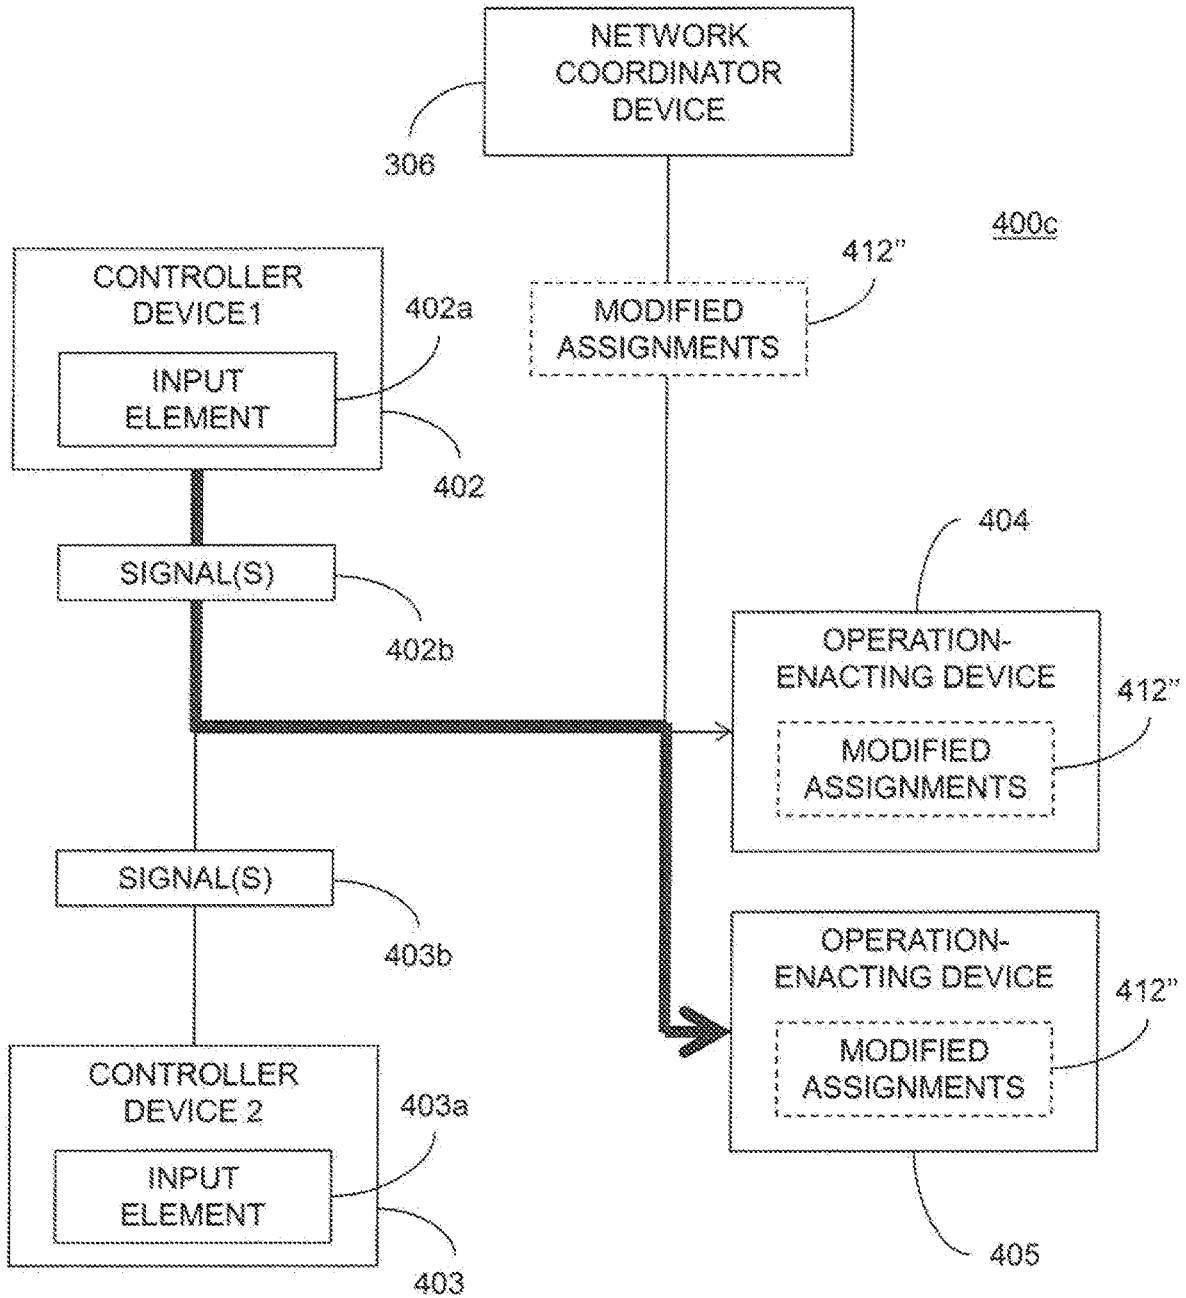 NETWORK
COORDINATOR
DEVICE
306
400c
412”
MODIFIED
ASSIGNMENTS
CONTROLLER
DEVICE1
402a
INPUT
ELEMENT
402
SIGNAL(S)
402b
404
OPERATION-
ENACTING DEVICE
412”
MODIFIED
ASSIGNMENTS
SIGNAL(S)
403b
OPERATION-
ENACTING DEVICE
412”
MODIFIED
ASSIGNMENTS
405
CONTROLLER
DEVICE 2
403a
INPUT
ELEMENT
403